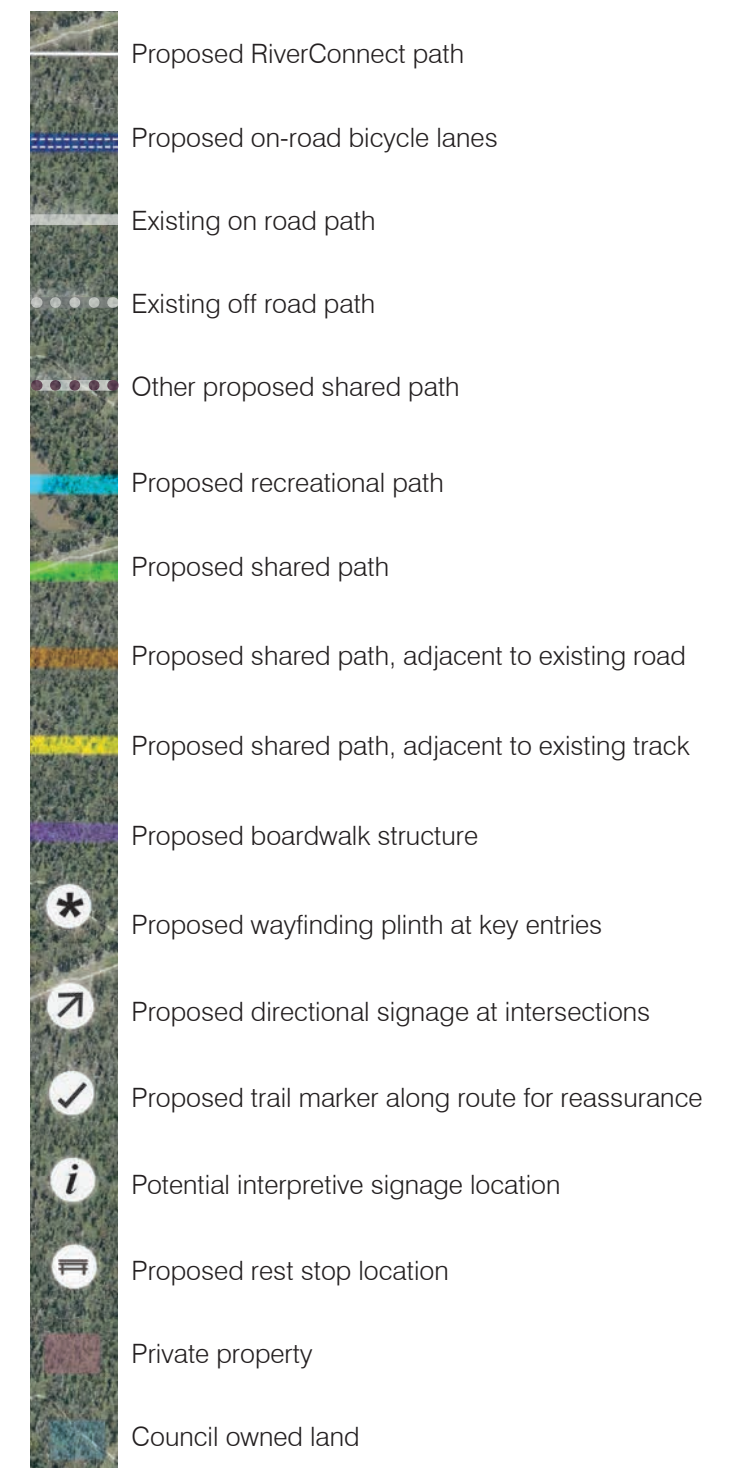 Proposed RiverConnect path
Proposed on-road bicycle lanes
Existing on road path
Existing off road path
Other proposed shared path
Proposed recreational path
Proposed shared path
Proposed shared path, adjacent to existing road
Proposed shared path, adjacent to existing track
Proposed boardwalk structure
Proposed wayfinding plinth at key entries
Proposed directional signage at intersections
Proposed trail marker along route for reassurance
i Potential interpretive signage location
Proposed rest stop location
Private property
Council owned land